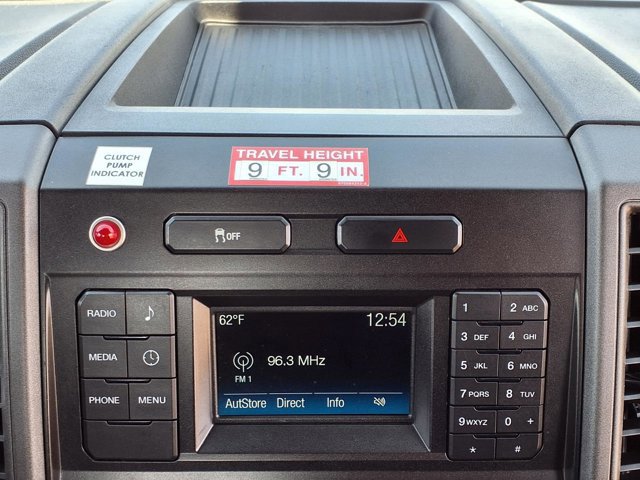 CLUTCH
PUMP
INDICATOR
TRAVEL HEIGHT
9 FT. 9 IN.
OFF
RADIO
MEDIA
PHONE MENU
62°F 12:54
96.3 MHz
FM 1
AutoStore Direct Info
1 2 ABC
3 DEF 4 GHI
5 JKL 6 MNO
7 PQRS 8 TUV
9 WXYZ 0 +
* #